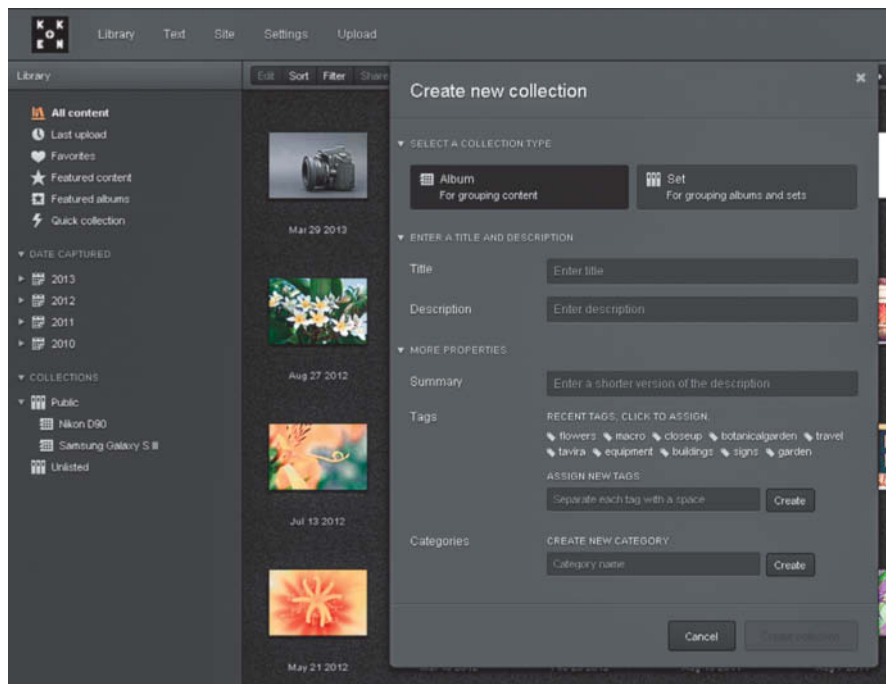 K K
O
E N
Library Text Site Settings Upload
Library
Edit Sort Filter Share
All content
Last upload
Favorites
Featured content
Featured albums
Quick collection
DATE CAPTURED
2013
2012
2011
2010
COLLECTIONS
Public
Nikon D90
Samsung Galaxy S III
Unlisted
Mar 29 2013
Aug 27 2012
Jul 13 2012
May 21 2012
Create new collection
SELECT A COLLECTION TYPE
Album
For grouping content
Set
For grouping albums and sets
ENTER A TITLE AND DESCRIPTION
Title
Enter title
Description
Enter description
MORE PROPERTIES
Summary
Enter a shorter version of the description
Tags
RECENT TAGS, CLICK TO ASSIGN.
flowers macro closeup botanicalgarden travel
tavira equipment buildings signs garden
ASSIGN NEW TAGS
Separate each tag with a space
Create
Categories
CREATE NEW CATEGORY
Category name
Create
Cancel
Create collection